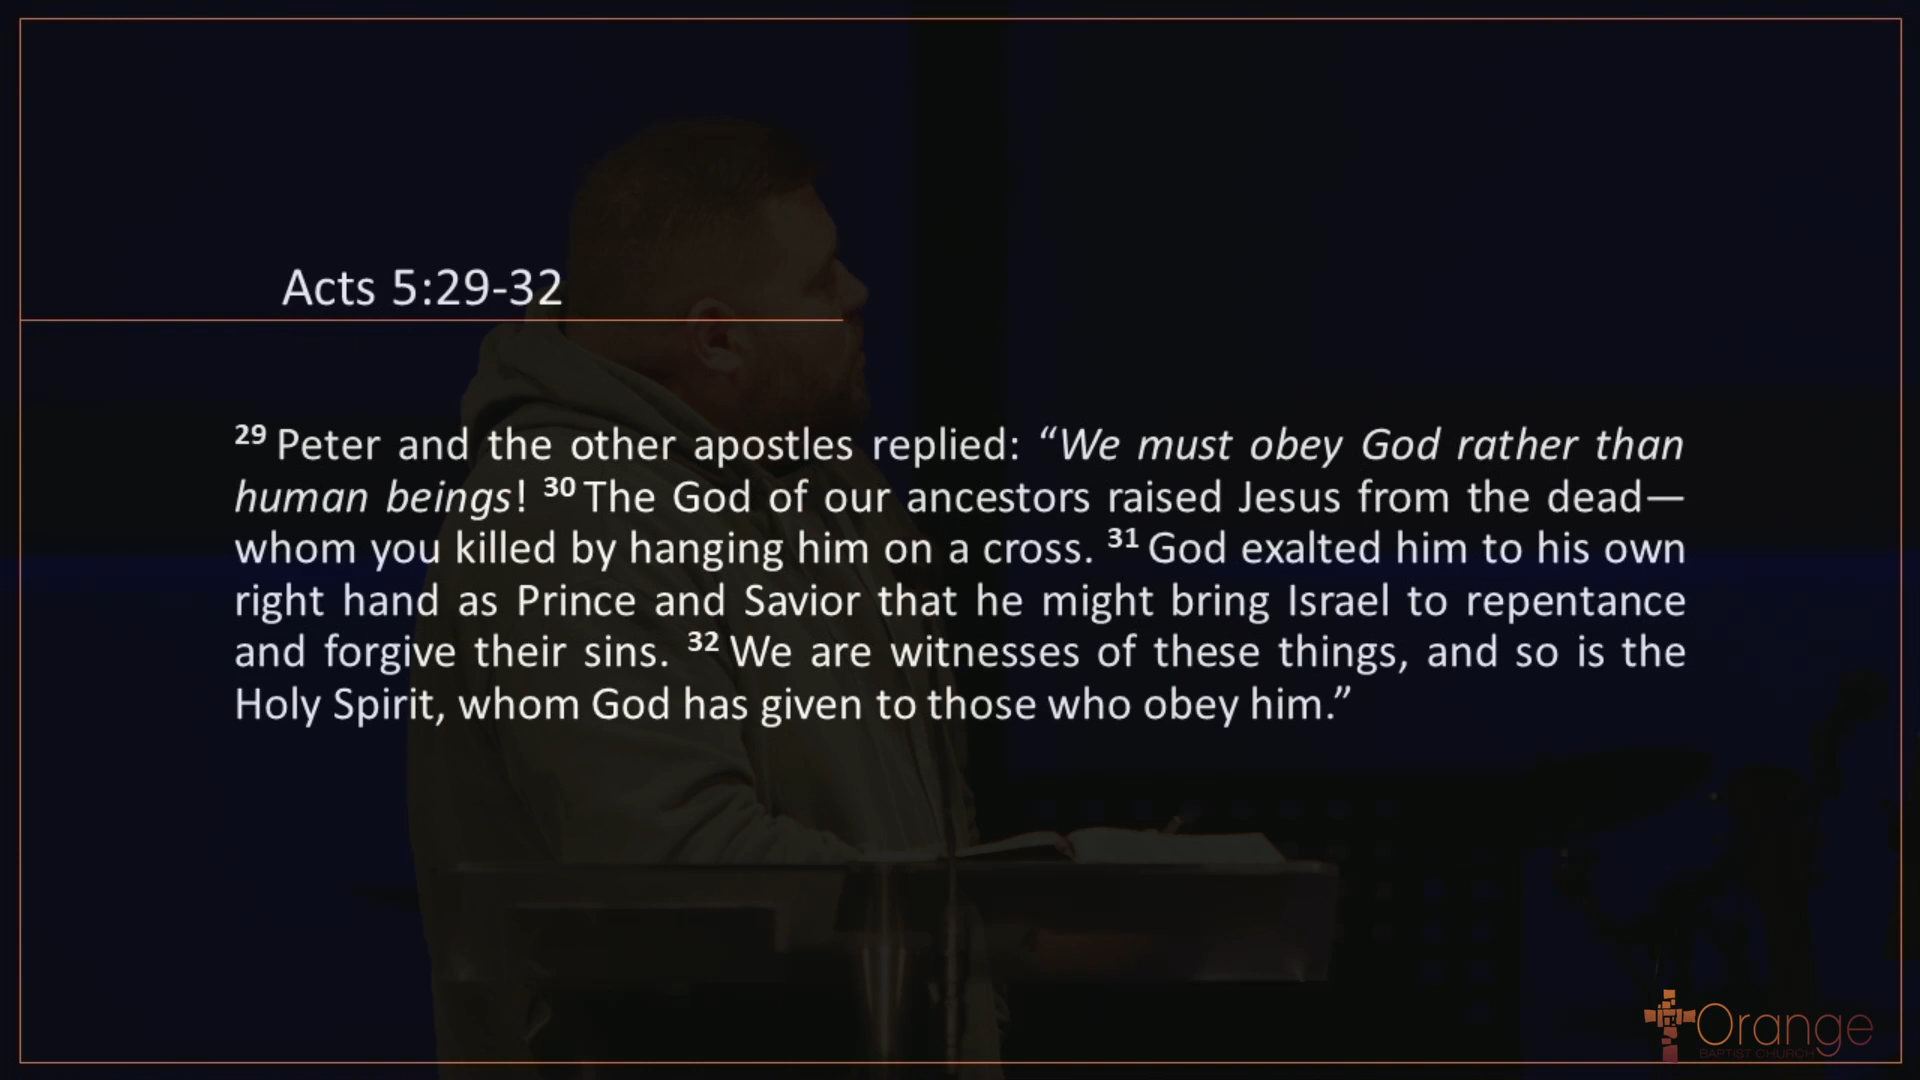 Acts 5:29-32
29 Peter and the other apostles replied: “We must obey God rather than
human beings! 30 The God of our ancestors raised Jesus from the dead—
whom you killed by hanging him on a cross. 31 God exalted him to his own
right hand as Prince and Savior that he might bring Israel to repentance
and forgive their sins. 32 We are witnesses of these things, and so is the
Holy Spirit, whom God has given to those who obey him.”
Orange
BAPTIST CHURCH